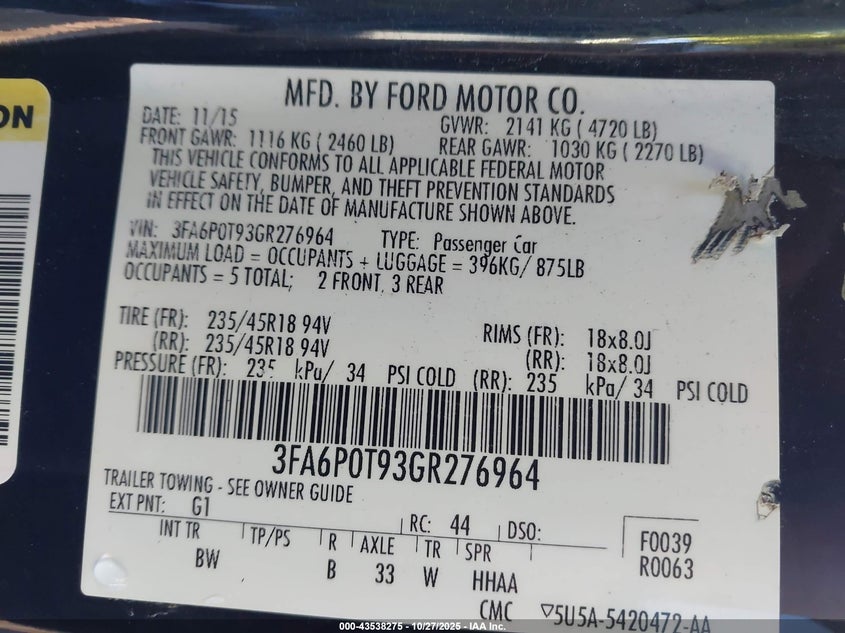 ON
MFD. BY FORD MOTOR CO.
DATE: 11/15 GVWR: 2141 KG ( 4720 LB)
FRONT GAWR: 1116 KG ( 2460 LB) REAR GAWR: 1030 KG ( 2270 LB)
THIS VEHICLE CONFORMS TO ALL APPLICABLE FEDERAL MOTOR
VEHICLE SAFETY, BUMPER, AND THEFT PREVENTION STANDARDS
IN EFFECT ON THE DATE OF MANUFACTURE SHOWN ABOVE.
VIN: 3FA6P0T93GR276964 TYPE: Passenger Car
MAXIMUM LOAD = OCCUPANTS + LUGGAGE = 396KG/ 875LB
OCCUPANTS = 5 TOTAL; 2 FRONT, 3 REAR
TIRE (FR): 235/45R18 94V RIMS (FR): 18x8.0J
(RR): 235/45R18 94V (RR): 18x8.0J
PRESSURE (FR): 235 kPa/ 34 PSI COLD (RR): 235 kPa/ 34 PSI COLD
3FA6P0T93GR276964
TRAILER TOWING - SEE OWNER GUIDE
EXT PNT: G1 RC: 44 DSO: F0039
INT TR TP/PS R AXLE TR SPR R0063
BW B 33 W HHAA
CMC ▽5U5A-5420472-AA
000-43538275 - 10/27/2025 - IAA Inc.